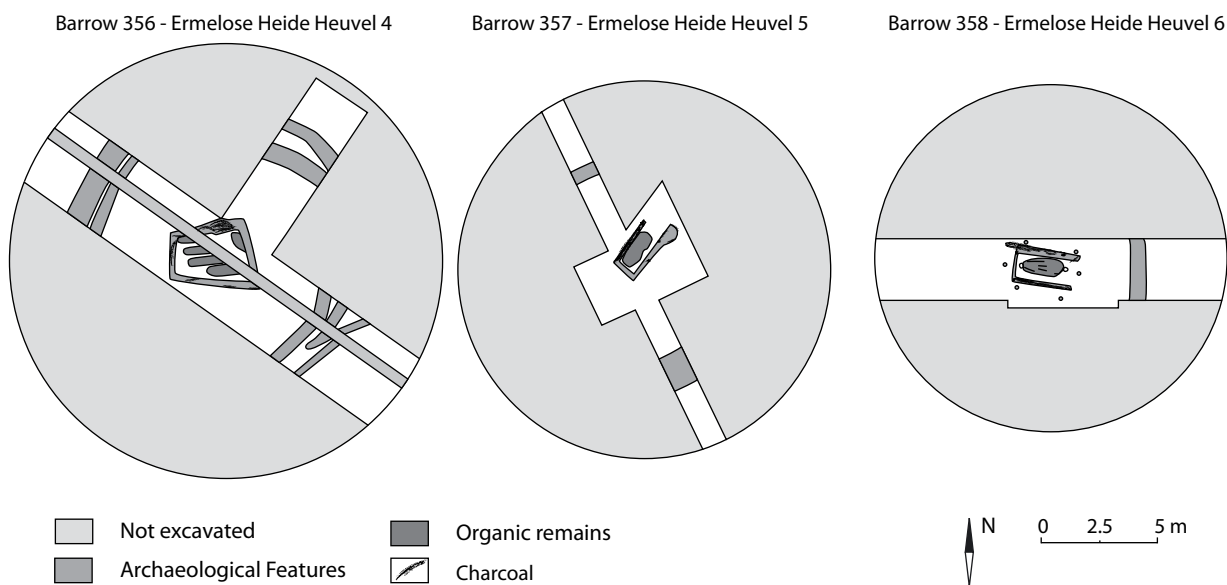 Barrow 356 - Ermelose Heide Heuvel 4
Barrow 357 - Ermelose Heide Heuvel 5
Barrow 358 - Ermelose Heide Heuvel 6
Not excavated
Archaeological Features
Organic remains
Charcoal
N
0 2.5 5 m